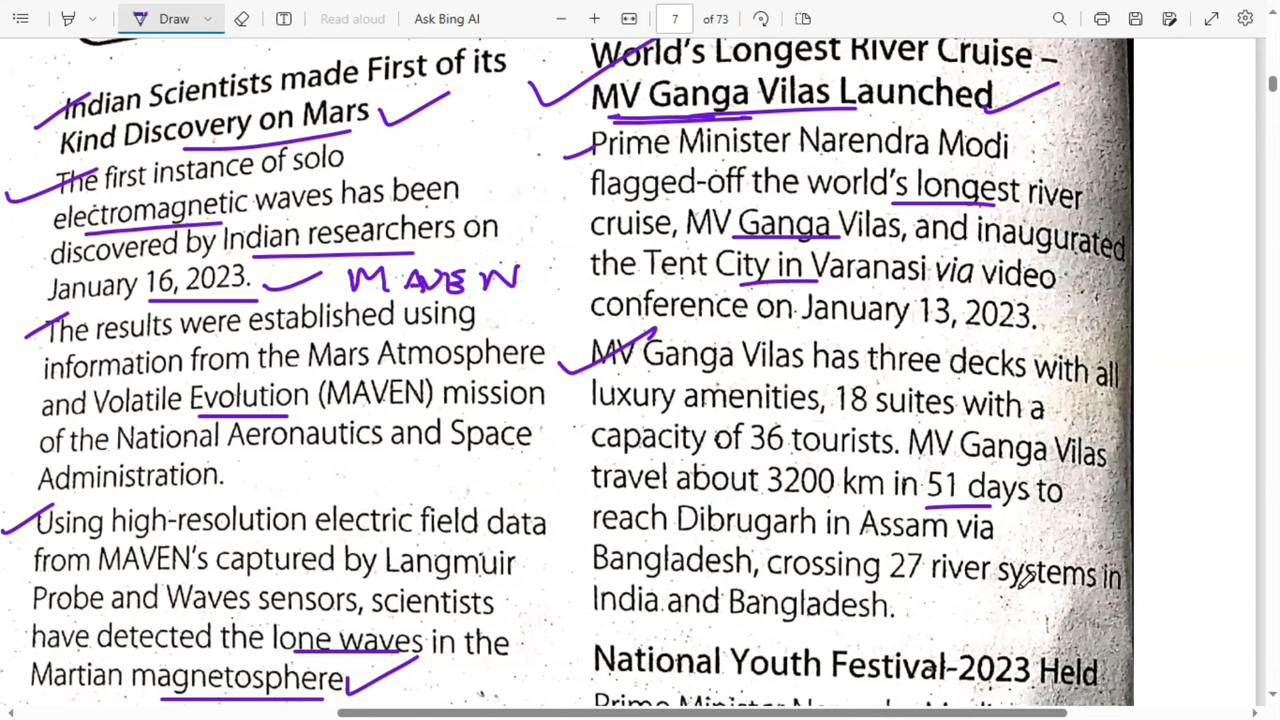 Read aloud
Draw
Ask Bing AI
7 of 73
Indian Scientists made First of its
Kind Discovery on Mars
The first instance of solo
electromagnetic waves has been
discovered by Indian researchers on
January 16, 2023.
MAVEN
The results were established using
information from the Mars Atmosphere
and Volatile Evolution (MAVEN) mission
of the National Aeronautics and Space
Administration.
Using high-resolution electric field data
from MAVEN's captured by Langmuir
Probe and Waves sensors, scientists
have detected the lone waves in the
Martian magnetosphere
World's Longest River Cruise –
MV Ganga Vilas Launched
Prime Minister Narendra Modi
flagged-off the world's longest river
cruise, MV Ganga Vilas, and inaugurated
the Tent City in Varanasi via video
conference on January 13, 2023.
MV Ganga Vilas has three decks with all
luxury amenities, 18 suites with a
capacity of 36 tourists. MV Ganga Vilas
travel about 3200 km in 51 days to
reach Dibrugarh in Assam via
Bangladesh, crossing 27 river systems in
India and Bangladesh.
National Youth Festival-2023 Held
Prime Minister Narendra Modi